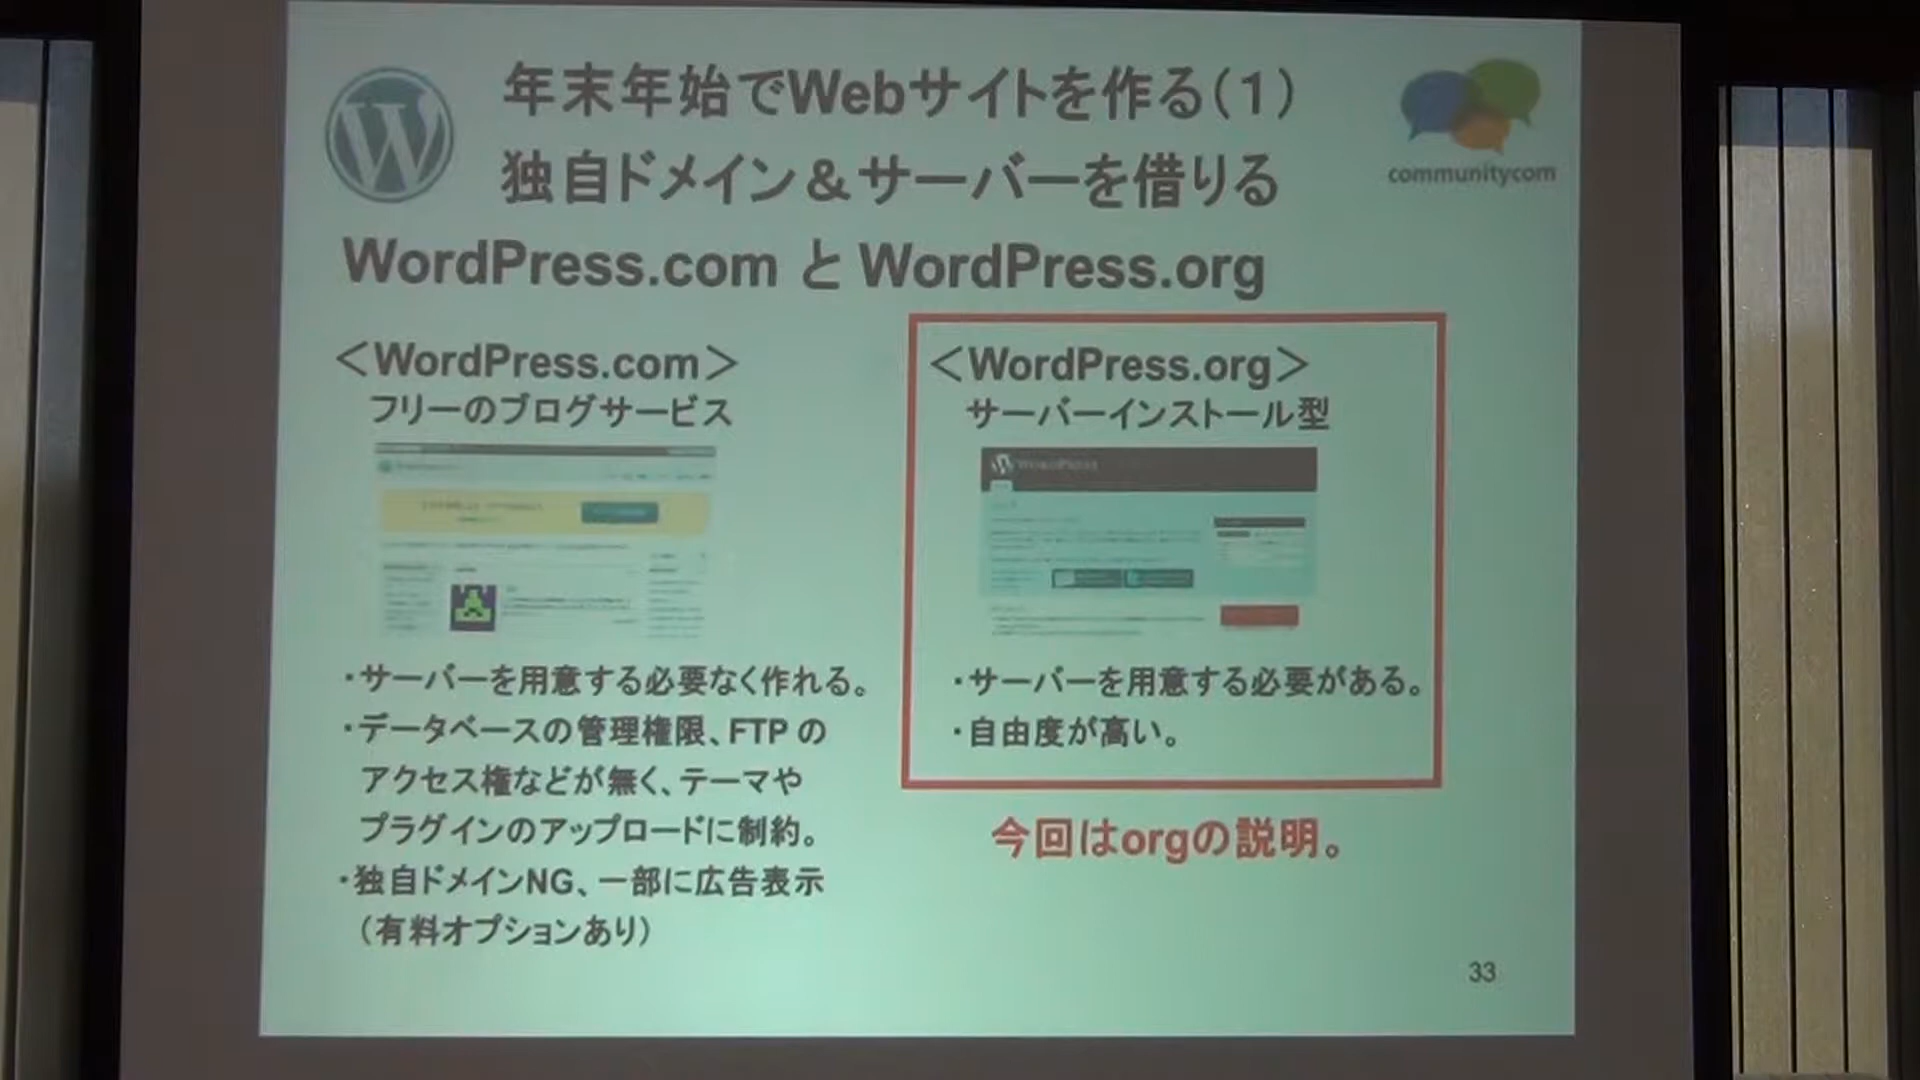 年末年始でWebサイトを作る（1）
独自ドメイン＆サーバーを借りる
communitycom
WordPress.com と WordPress.org
＜WordPress.com＞
フリーのブログサービス
・サーバーを用意する必要なく作れる。
・データベースの管理権限、FTP の
アクセス権などが無く、テーマや
プラグインのアップロードに制約。
・独自ドメインNG、一部に広告表示
（有料オプションあり）
＜WordPress.org＞
サーバーインストール型
WORDPRESS
・サーバーを用意する必要がある。
・自由度が高い。
今回はorgの説明。
33